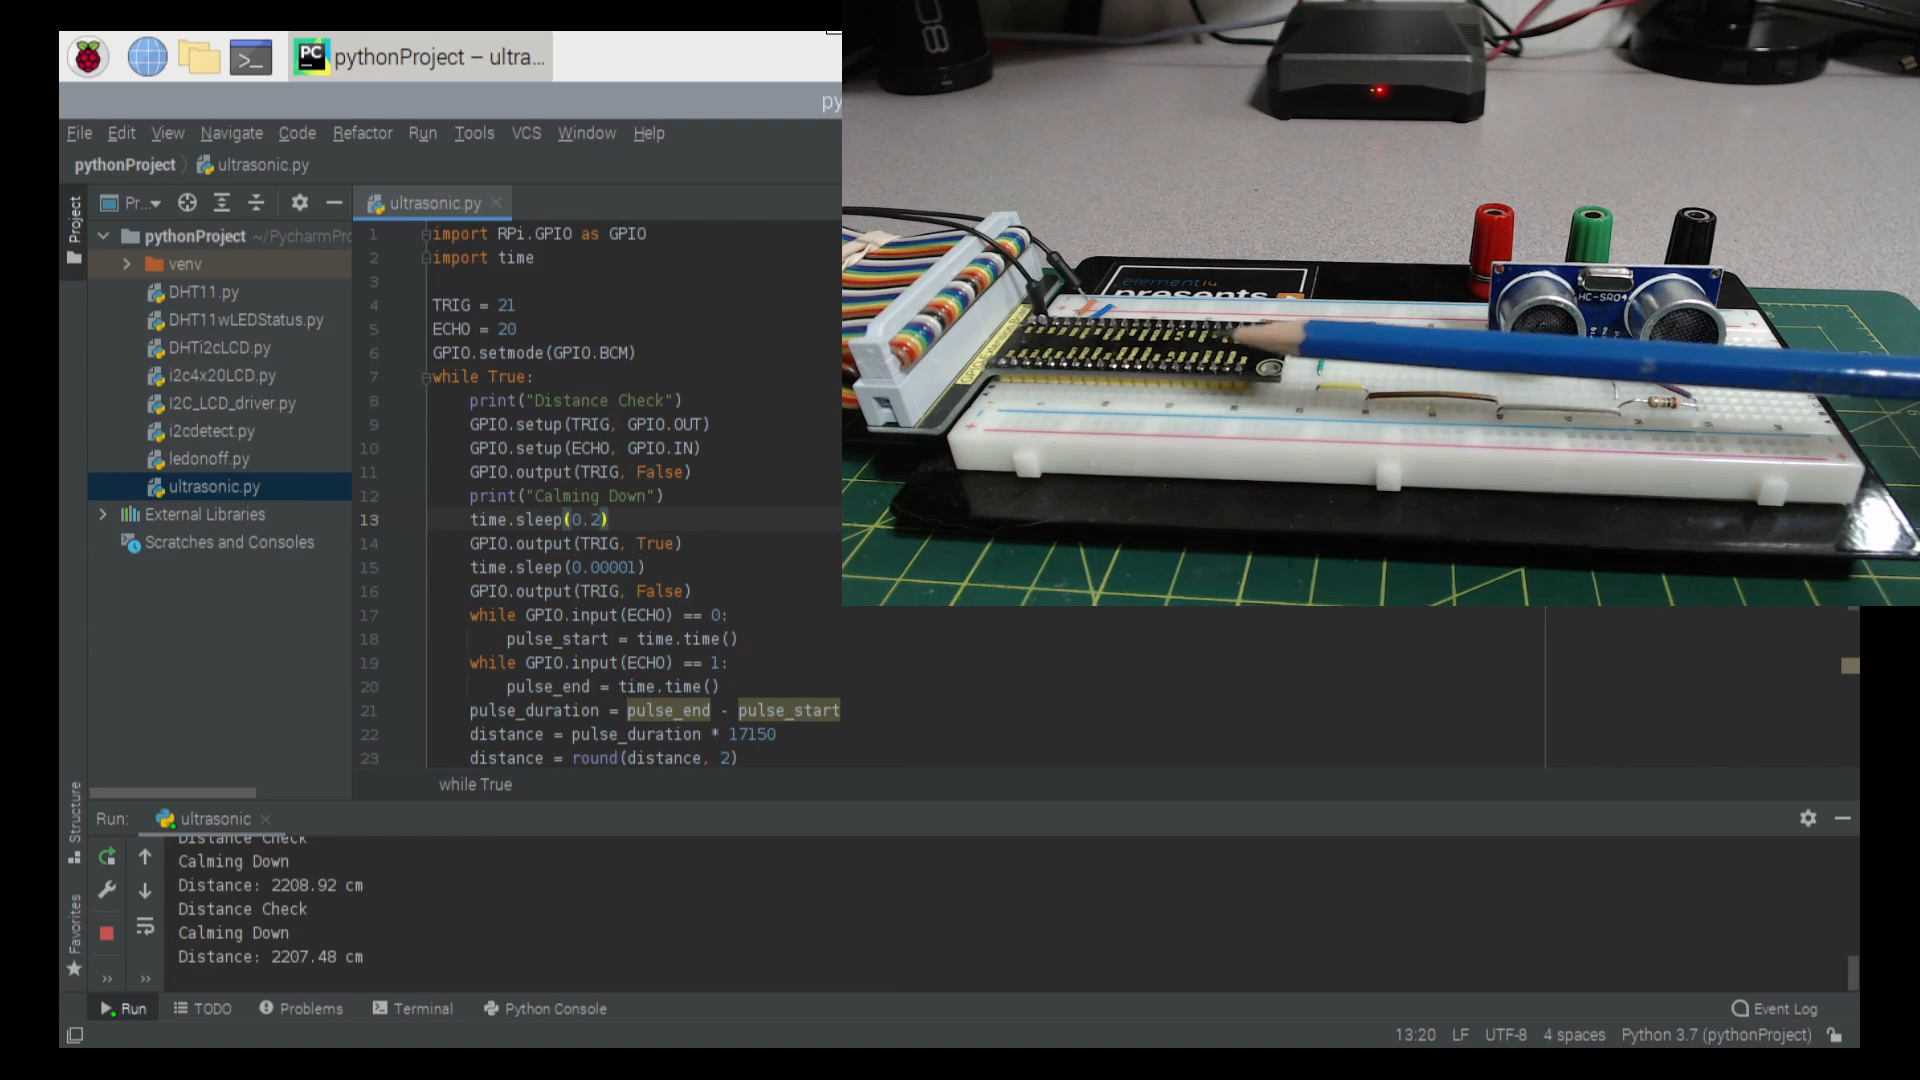 pythonProject – ultra...
py
File Edit View Navigate Code Refactor Run Tools VCS Window Help
pythonProject ultrasonic.py
Project
Pr...
ultrasonic.py
pythonProject ~/PycharmPro
venv
DHT11.py
DHT11wLEDStatus.py
DHTi2cLCD.py
i2c4x20LCD.py
I2C_LCD_driver.py
i2cdetect.py
ledonoff.py
ultrasonic.py
External Libraries
Scratches and Consoles
1 import RPi.GPIO as GPIO
2 import time
3
4 TRIG = 21
5 ECHO = 20
6 GPIO.setmode(GPIO.BCM)
7 while True:
8 print("Distance Check")
9 GPIO.setup(TRIG, GPIO.OUT)
10 GPIO.setup(ECHO, GPIO.IN)
11 GPIO.output(TRIG, False)
12 print("Calming Down")
13 time.sleep(0.2)
14 GPIO.output(TRIG, True)
15 time.sleep(0.00001)
16 GPIO.output(TRIG, False)
17 while GPIO.input(ECHO) == 0:
18 pulse_start = time.time()
19 while GPIO.input(ECHO) == 1:
20 pulse_end = time.time()
21 pulse_duration = pulse_end - pulse_start
22 distance = pulse_duration * 17150
23 distance = round(distance, 2)
while True
element14
presents
HC-SR04
Structure
Favorites
Run: ultrasonic
Distance Check
Calming Down
Distance: 2208.92 cm
Distance Check
Calming Down
Distance: 2207.48 cm
Run TODO Problems Terminal Python Console
Event Log
13:20 LF UTF-8 4 spaces Python 3.7 (pythonProject)